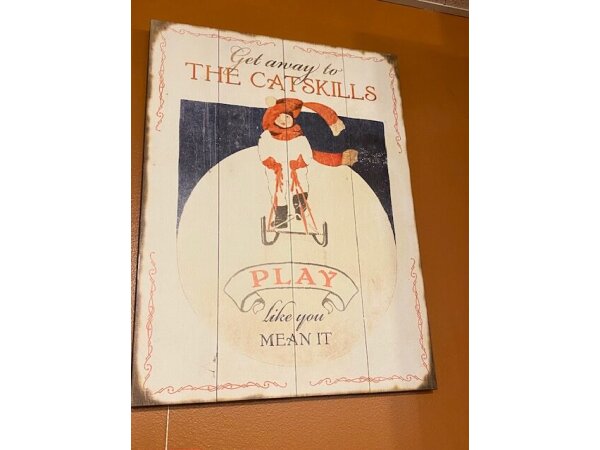 Get away to
THE CATSKILLS
PLAY
like you
MEAN IT